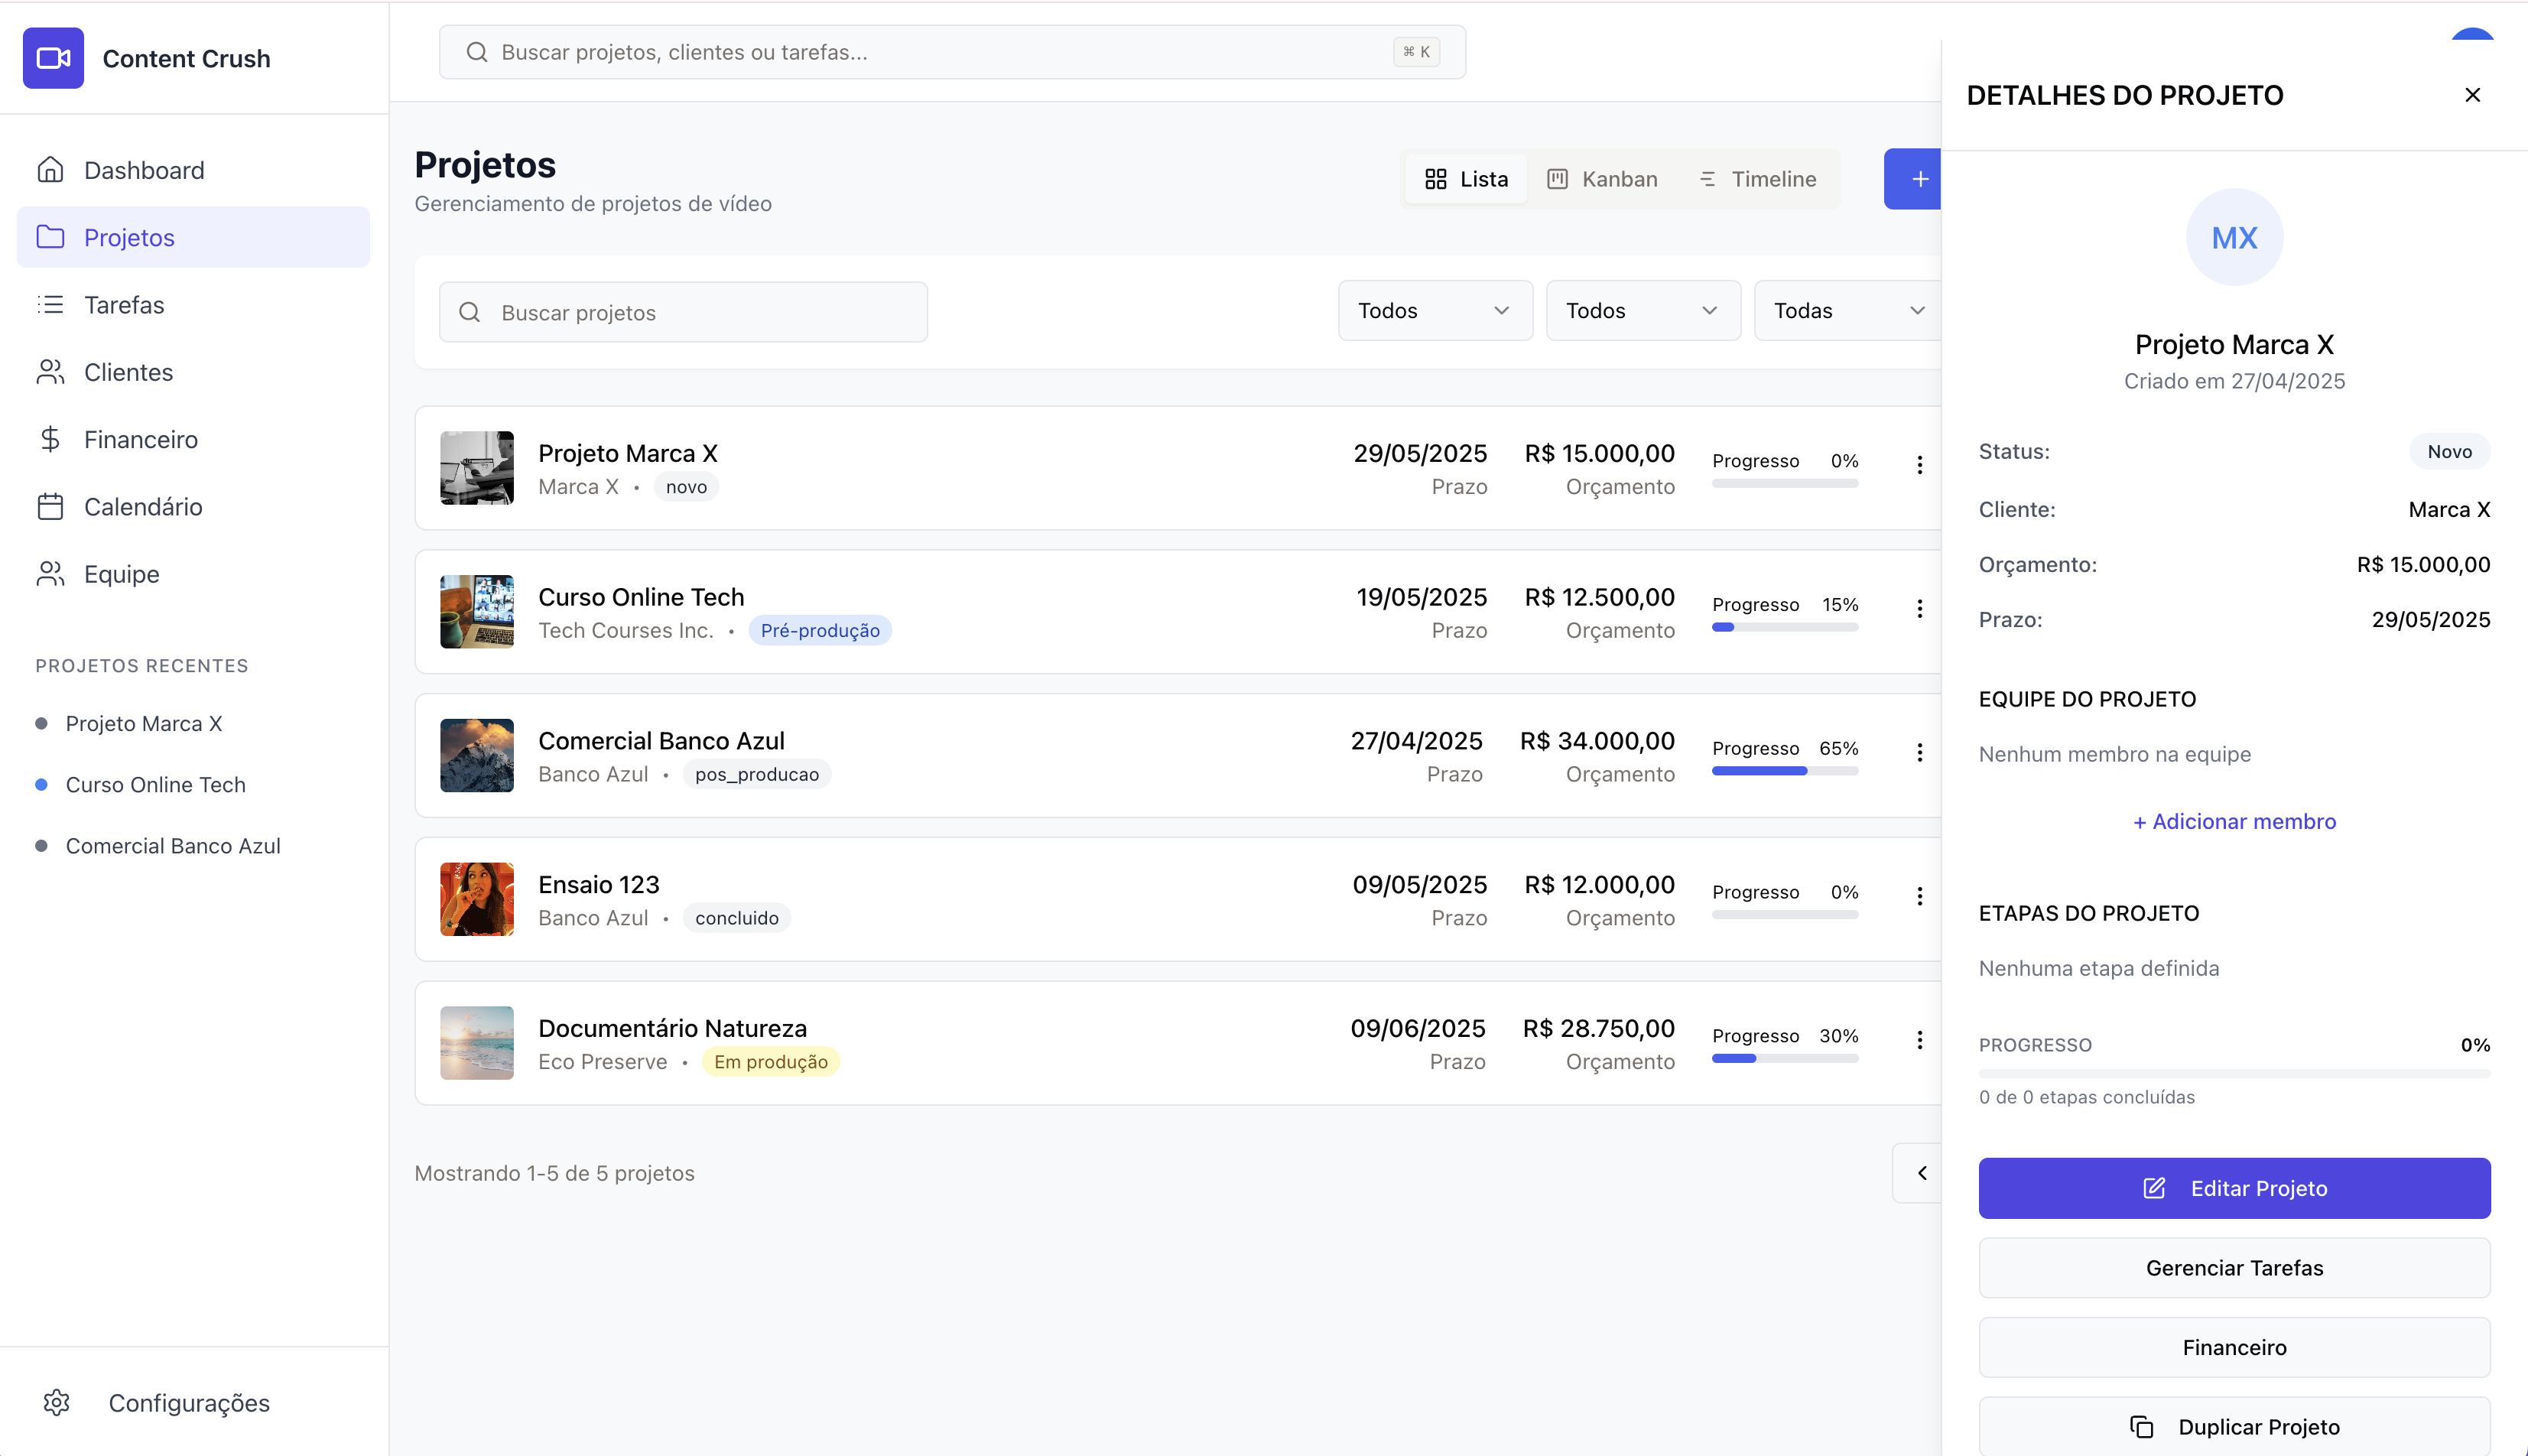 Content Crush
Dashboard
Projetos
Tarefas
Clientes
Financeiro
Calendário
Equipe
PROJETOS RECENTES
Projeto Marca X
Curso Online Tech
Comercial Banco Azul
Configurações
Buscar projetos, clientes ou tarefas...
⌘ K
Projetos
Gerenciamento de projetos de vídeo
Lista
Kanban
Timeline
+
Buscar projetos
Todos
Todos
Todas
Projeto Marca X
Marca X • novo
29/05/2025
Prazo
R$ 15.000,00
Orçamento
Progresso 0%
Curso Online Tech
Tech Courses Inc. • Pré-produção
19/05/2025
Prazo
R$ 12.500,00
Orçamento
Progresso 15%
Comercial Banco Azul
Banco Azul • pos_producao
27/04/2025
Prazo
R$ 34.000,00
Orçamento
Progresso 65%
Ensaio 123
Banco Azul • concluido
09/05/2025
Prazo
R$ 12.000,00
Orçamento
Progresso 0%
Documentário Natureza
Eco Preserve • Em produção
09/06/2025
Prazo
R$ 28.750,00
Orçamento
Progresso 30%
Mostrando 1-5 de 5 projetos
DETALHES DO PROJETO
MX
Projeto Marca X
Criado em 27/04/2025
Status: Novo
Cliente: Marca X
Orçamento: R$ 15.000,00
Prazo: 29/05/2025
EQUIPE DO PROJETO
Nenhum membro na equipe
+ Adicionar membro
ETAPAS DO PROJETO
Nenhuma etapa definida
PROGRESSO 0%
0 de 0 etapas concluídas
Editar Projeto
Gerenciar Tarefas
Financeiro
Duplicar Projeto